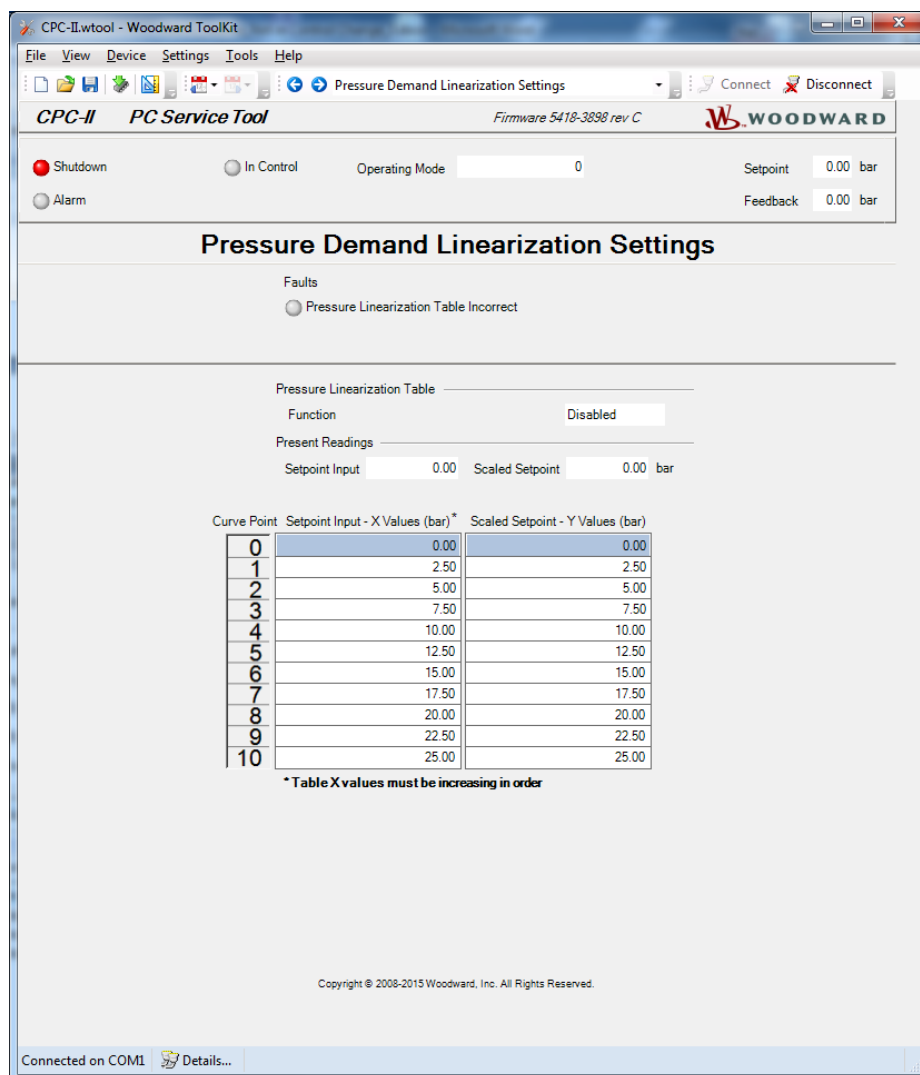 CPC-II.wtool - Woodward ToolKit
File View Device Settings Tools Help
Pressure Demand Linearization Settings Connect Disconnect
CPC-II PC Service Tool Firmware 5418-3898 rev C WOODWARD
Shutdown In Control Operating Mode 0 Setpoint 0.00 bar
Alarm Feedback 0.00 bar
Pressure Demand Linearization Settings
Faults
Pressure Linearization Table Incorrect
Pressure Linearization Table
Function Disabled
Present Readings
Setpoint Input 0.00 Scaled Setpoint 0.00 bar
Curve Point Setpoint Input - X Values (bar)* Scaled Setpoint - Y Values (bar)
0 0.00 0.00
1 2.50 2.50
2 5.00 5.00
3 7.50 7.50
4 10.00 10.00
5 12.50 12.50
6 15.00 15.00
7 17.50 17.50
8 20.00 20.00
9 22.50 22.50
10 25.00 25.00
*Table X values must be increasing in order
Copyright © 2008-2015 Woodward, Inc. All Rights Reserved.
Connected on COM1 Details...